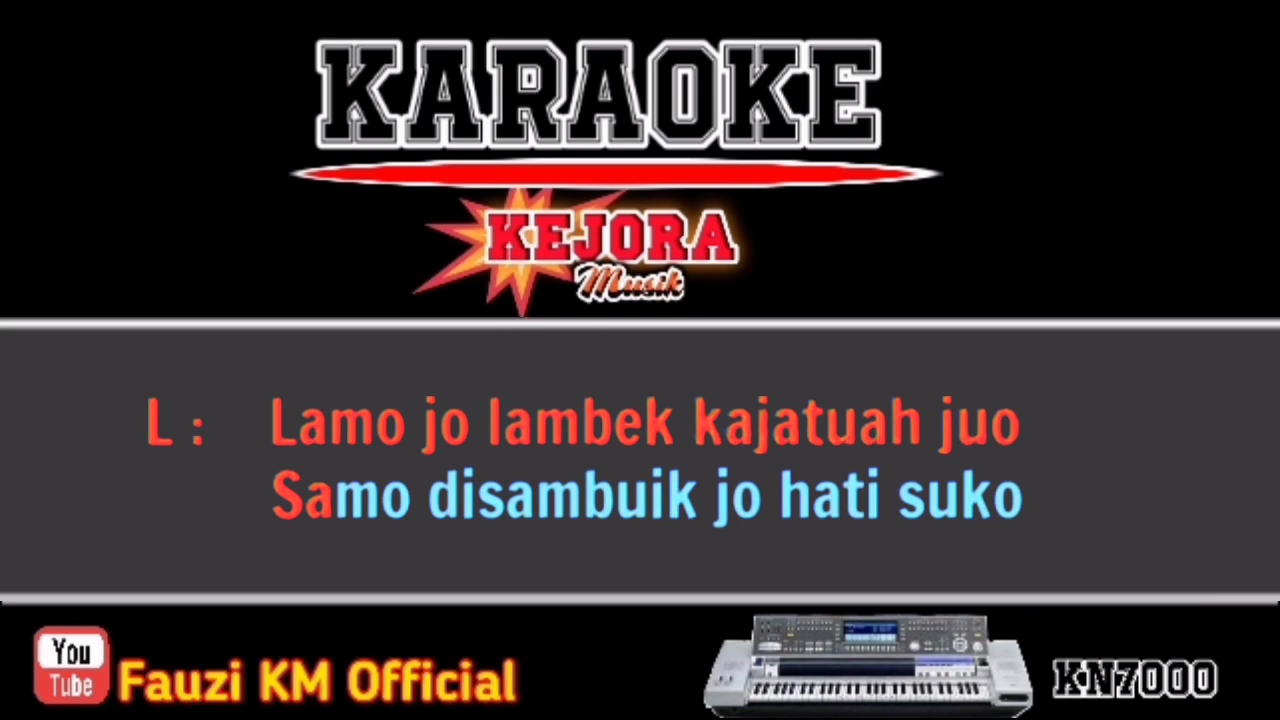 KARAOKE
KEJORA
Musik
L : Lamo jo lambek kajatuah juo
Samo disambuik jo hati suko
You
Tube
Fauzi KM Official
KN7000